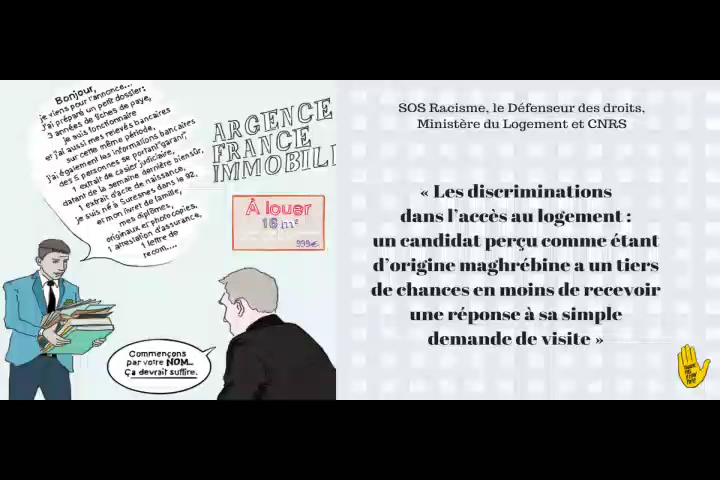 Bonjour,
je viens pour l'annonce...
j'ai préparé un petit dossier:
3 années de fiches de paye,
je suis fonctionnaire
et j'ai aussi mes relevés bancaires
sur cette même période,
j'ai également les informations bancaires
des 5 personnes se portant "garant",
1 extrait de casier judiciaire,
datant de la semaine dernière biensûr,
1 extrait d'acte de naissance,
je suis né à Suresnes dans le 92,
et mon livret de famille,
mes diplômes,
originaux et photocopies,
1 attestation d'assurance,
1 lettre de
recom....
ARGENCE
FRANCE
IMMOBILI
À louer
16 m²
999€
Commençons
par votre NOM...
Ça devrait suffire.
SOS Racisme, le Défenseur des droits,
Ministère du Logement et CNRS
« Les discriminations
dans l'accès au logement :
un candidat perçu comme étant
d'origine maghrébine a un tiers
de chances en moins de recevoir
une réponse à sa simple
demande de visite »